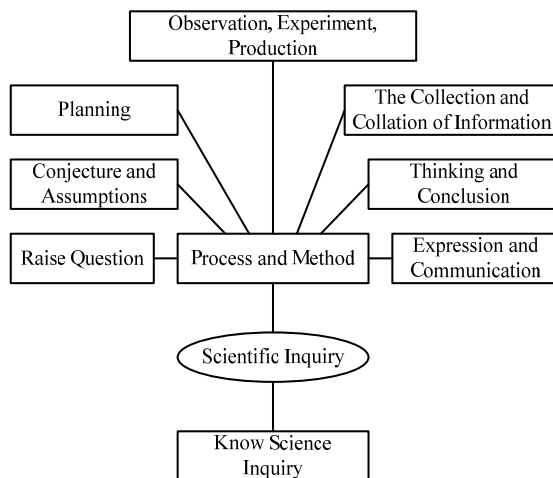 Observation, Experiment,
Production
Planning
The Collection and
Collation of Information
Conjecture and
Assumptions
Thinking and
Conclusion
Raise Question
Process and Method
Expression and
Communication
Scientific Inquiry
Know Science
Inquiry